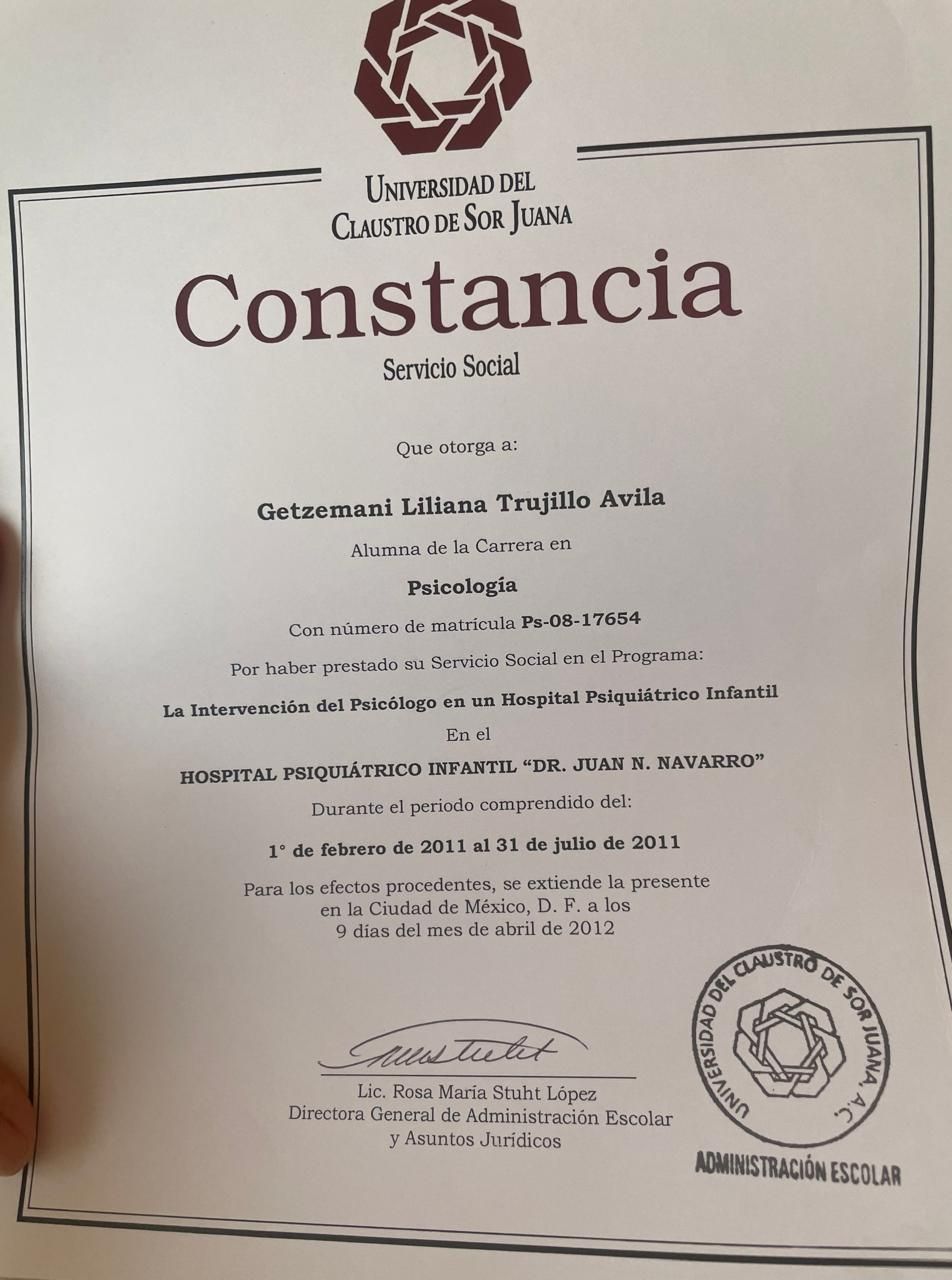 UNIVERSIDAD DEL
CLAUSTRO DE SOR JUANA
Constancia
Servicio Social
Que otorga a:
Getzemani Liliana Trujillo Avila
Alumna de la Carrera en
Psicología
Con número de matrícula Ps-08-17654
Por haber prestado su Servicio Social en el Programa:
La Intervención del Psicólogo en un Hospital Psiquiátrico Infantil
En el
HOSPITAL PSIQUIÁTRICO INFANTIL “DR. JUAN N. NAVARRO”
Durante el periodo comprendido del:
1° de febrero de 2011 al 31 de julio de 2011
Para los efectos procedentes, se extiende la presente
en la Ciudad de México, D. F. a los
9 días del mes de abril de 2012
Lic. Rosa María Stuht López
Directora General de Administración Escolar
y Asuntos Jurídicos
UNIVERSIDAD DEL CLAUSTRO DE SOR JUANA, A.C.
ADMINISTRACIÓN ESCOLAR